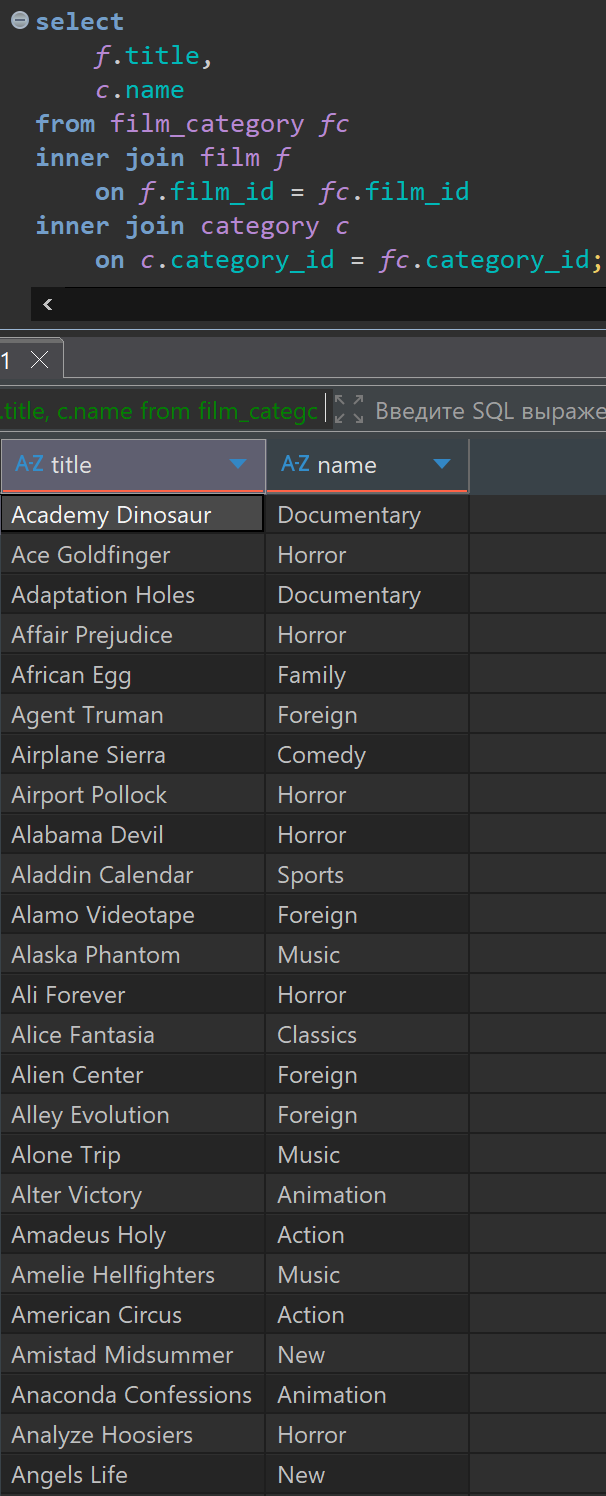 select
f.title,
c.name
from film_category fc
inner join film f
on f.film_id = fc.film_id
inner join category c
on c.category_id = fc.category_id;
1
.title, c.name from film_categc Введите SQL выраже
A-Z title A-Z name
Academy Dinosaur Documentary
Ace Goldfinger Horror
Adaptation Holes Documentary
Affair Prejudice Horror
African Egg Family
Agent Truman Foreign
Airplane Sierra Comedy
Airport Pollock Horror
Alabama Devil Horror
Aladdin Calendar Sports
Alamo Videotape Foreign
Alaska Phantom Music
Ali Forever Horror
Alice Fantasia Classics
Alien Center Foreign
Alley Evolution Foreign
Alone Trip Music
Alter Victory Animation
Amadeus Holy Action
Amelie Hellfighters Music
American Circus Action
Amistad Midsummer New
Anaconda Confessions Animation
Analyze Hoosiers Horror
Angels Life New